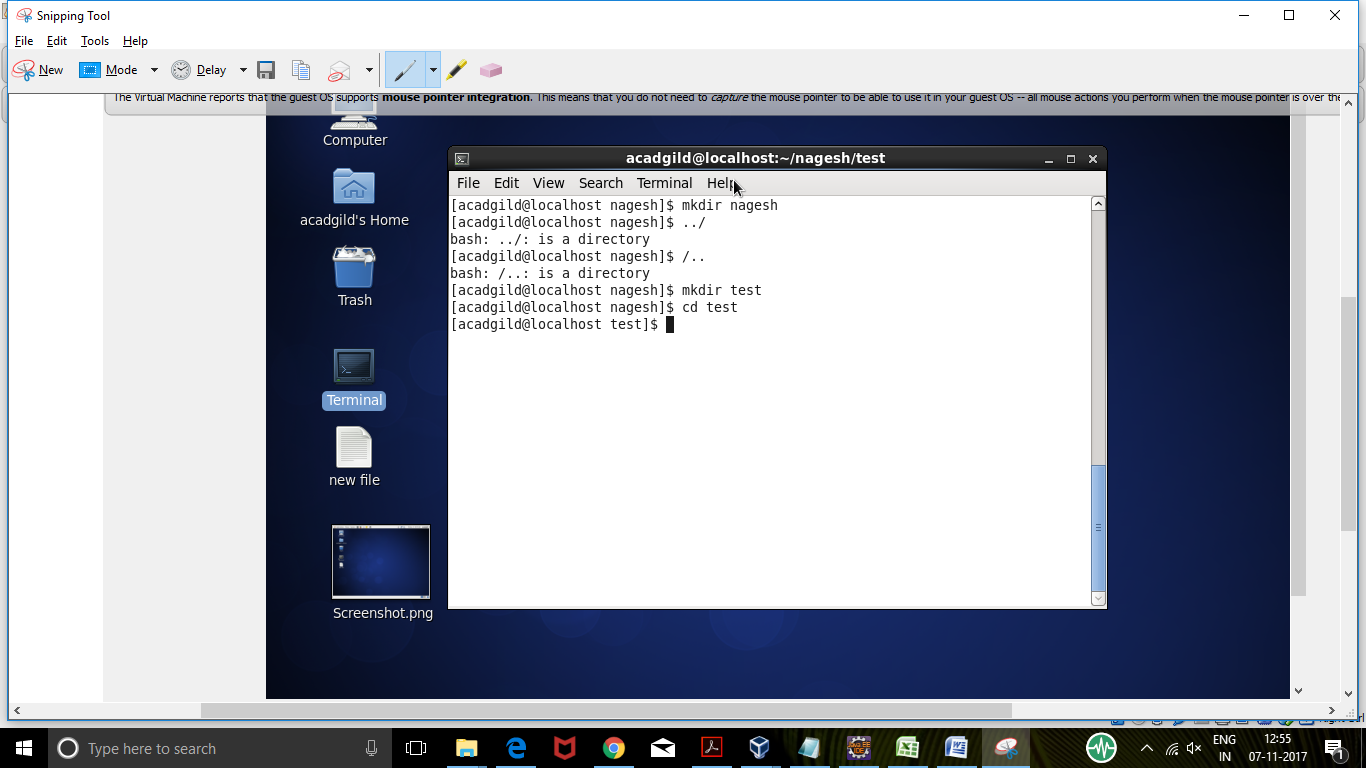 Snipping Tool
File Edit Tools Help
New Mode Delay
The Virtual Machine reports that the guest OS supports mouse pointer integration. This means that you do not need to capture the mouse pointer to be able to use it in your guest OS -- all mouse actions you perform when the mouse pointer is over the
Computer
acadgild's Home
Trash
Terminal
new file
Screenshot.png
acadgild@localhost:~/nagesh/test
File Edit View Search Terminal Help
[acadgild@localhost nagesh]$ mkdir nagesh
[acadgild@localhost nagesh]$ ../
bash: ../: is a directory
[acadgild@localhost nagesh]$ /..
bash: /..: is a directory
[acadgild@localhost nagesh]$ mkdir test
[acadgild@localhost nagesh]$ cd test
[acadgild@localhost test]$
Type here to search
ENG
IN
12:55
07-11-2017
1